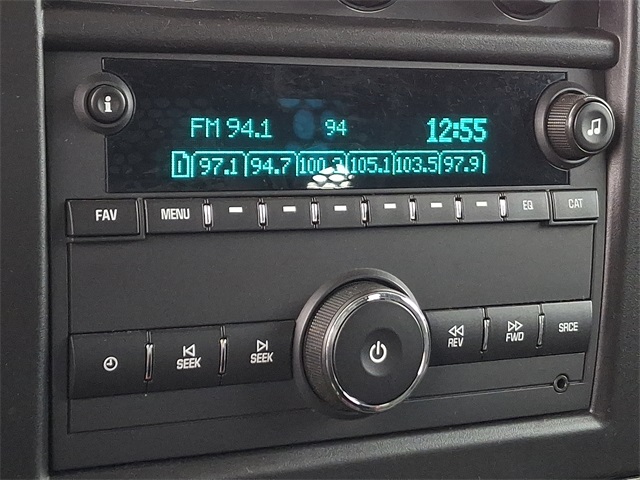 i
FM 94.1 94 12:55
1 97.1 94.7 100.3 105.1 103.5 97.9
FAV MENU EQ CAT
SEEK SEEK REV FWD SRCE